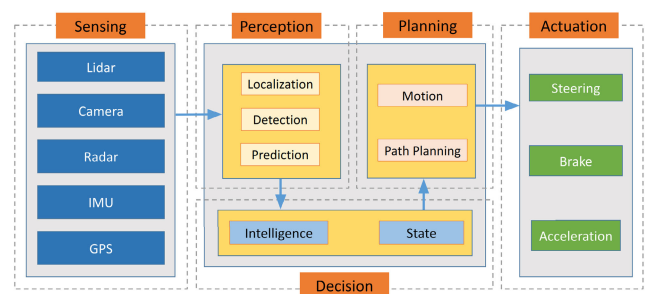 Sensing
Perception
Planning
Actuation
Lidar
Camera
Radar
IMU
GPS
Localization
Detection
Prediction
Motion
Path Planning
Steering
Brake
Acceleration
Intelligence
State
Decision